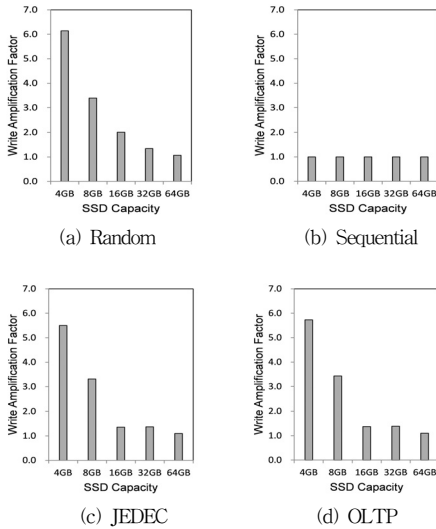 7.0
6.0
5.0
4.0
3.0
2.0
1.0
0.0
Write Amplification Factor
4GB 8GB 16GB 32GB 64GB
SSD Capacity
(a) Random
7.0
6.0
5.0
4.0
3.0
2.0
1.0
0.0
Write Amplification Factor
4GB 8GB 16GB 32GB 64GB
SSD Capacity
(b) Sequential
7.0
6.0
5.0
4.0
3.0
2.0
1.0
0.0
Write Amplification Factor
4GB 8GB 16GB 32GB 64GB
SSD Capacity
(c) JEDEC
7.0
6.0
5.0
4.0
3.0
2.0
1.0
0.0
Write Amplification Factor
4GB 8GB 16GB 32GB 64GB
SSD Capacity
(d) OLTP